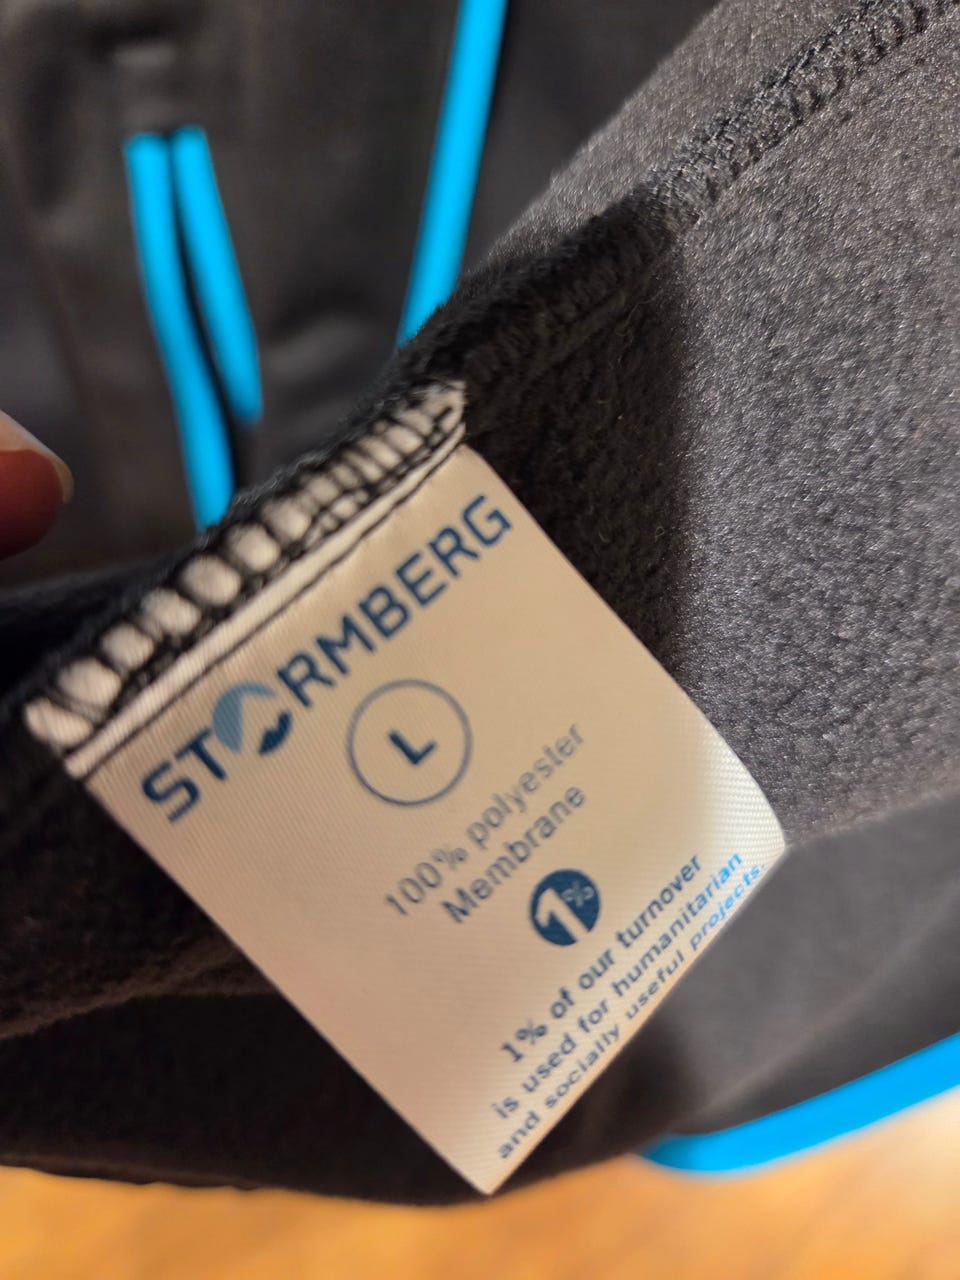 STORMBERG
L
100% polyester
Membrane
1%
1% of our turnover
is used for humanitarian
and socially useful projects.